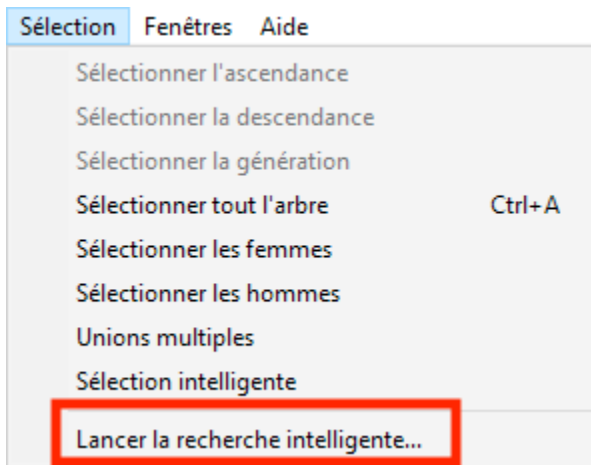 Sélection Fenêtres Aide
Sélectionner l'ascendance
Sélectionner la descendance
Sélectionner la génération
Sélectionner tout l'arbre Ctrl+A
Sélectionner les femmes
Sélectionner les hommes
Unions multiples
Sélection intelligente
Lancer la recherche intelligente...